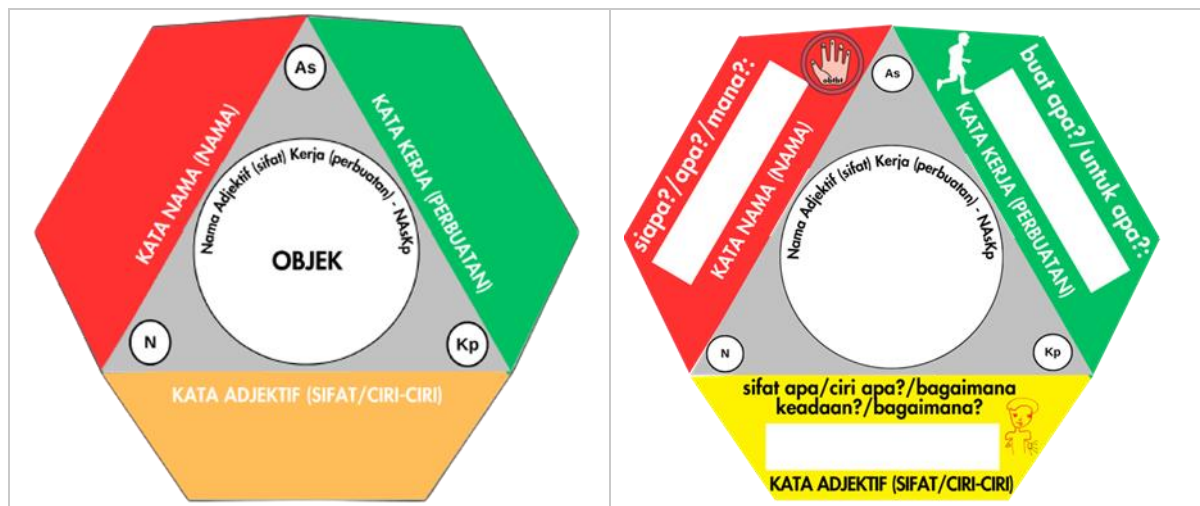 As
KATA NAMA (NAMA)
KATA KERJA (PERBUATAN)
Nama Adjektif (sifat) Kerja (perbuatan) - NAsKp
OBJEK
N
Kp
KATA ADJEKTIF (SIFAT/CIRI-CIRI)
siapa?/apa?/mana?:
As
buat apa?/untuk apa?:
KATA NAMA (NAMA)
KATA KERJA (PERBUATAN)
Nama Adjektif (sifat) Kerja (perbuatan) - NAsKp
N
Kp
sifat apa/ciri apa?/bagaimana
keadaan?/bagaimana?
KATA ADJEKTIF (SIFAT/CIRI-CIRI)